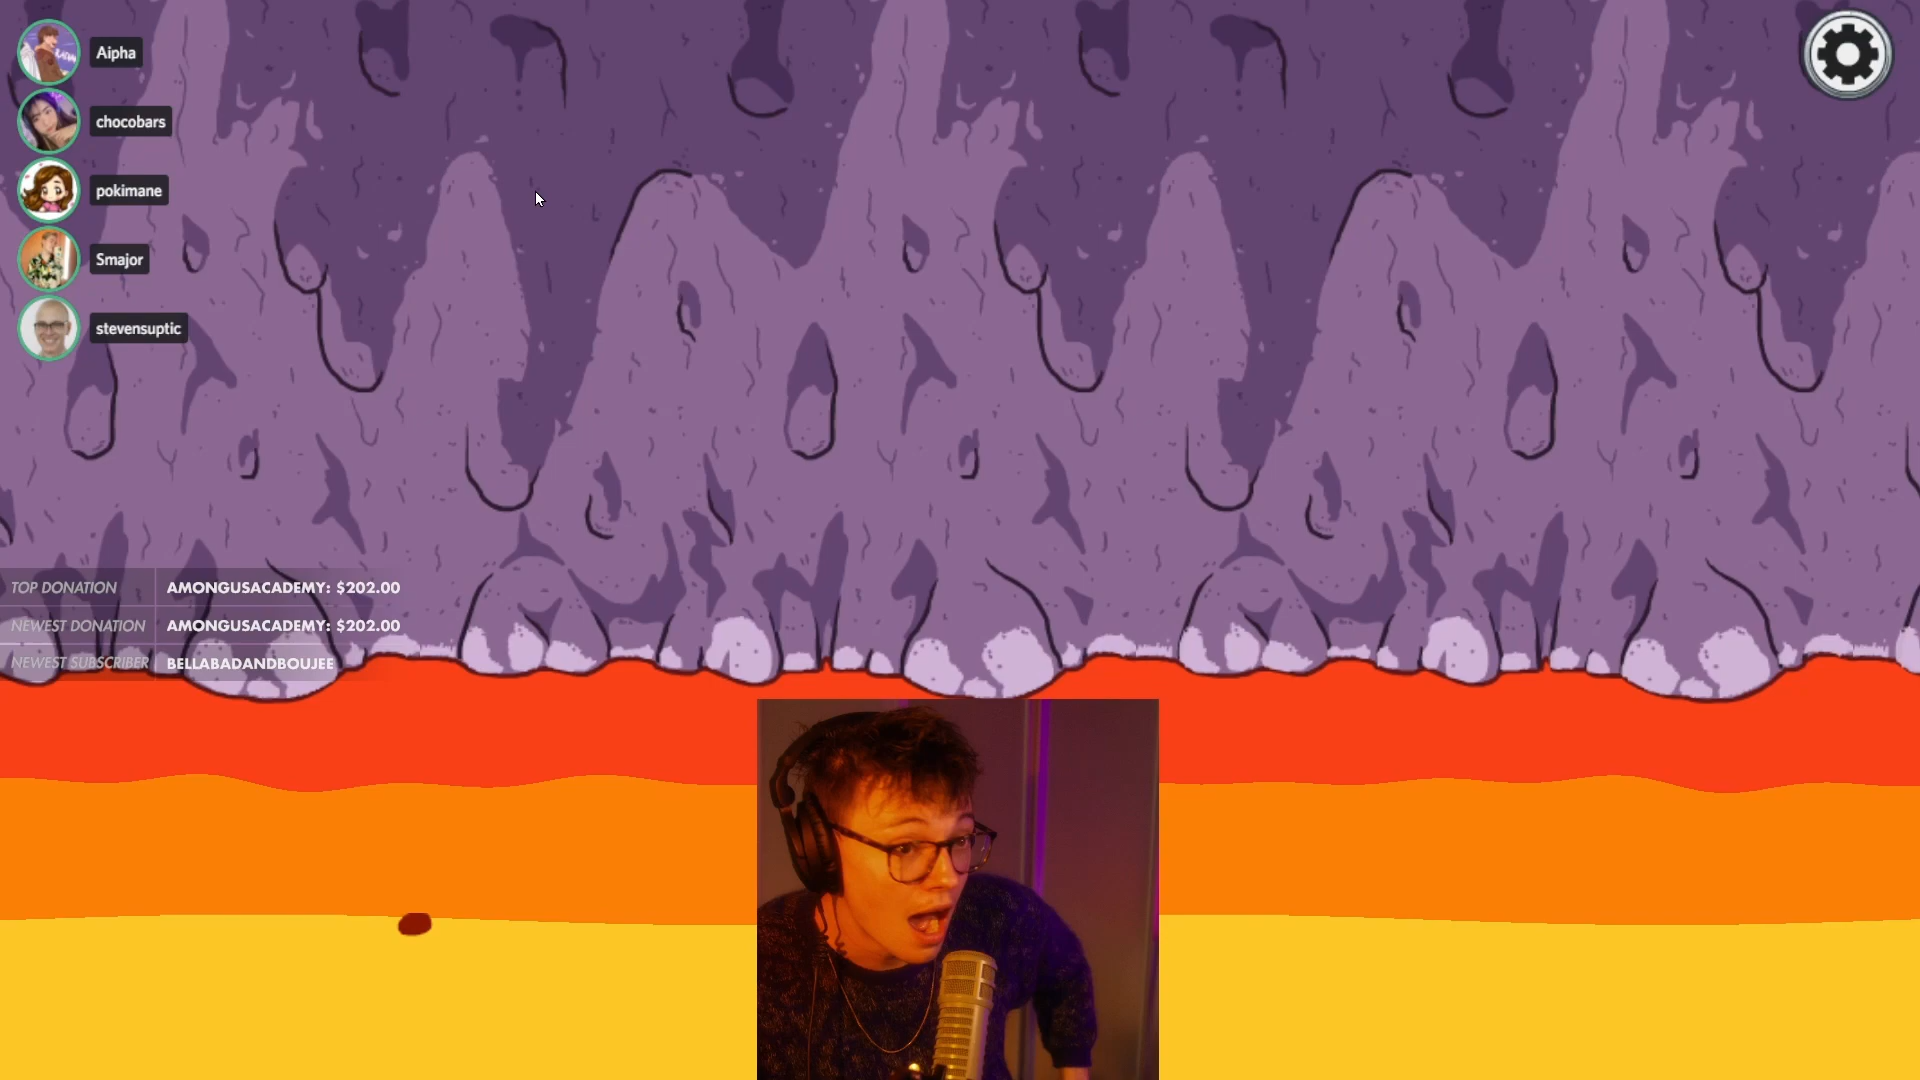 Aipha
chocobars
pokimane
Smajor
stevensuptic
TOP DONATION AMONGUSACADEMY: $202.00
NEWEST DONATION AMONGUSACADEMY: $202.00
NEWEST SUBSCRIBER BELLABADANDBOUJEE